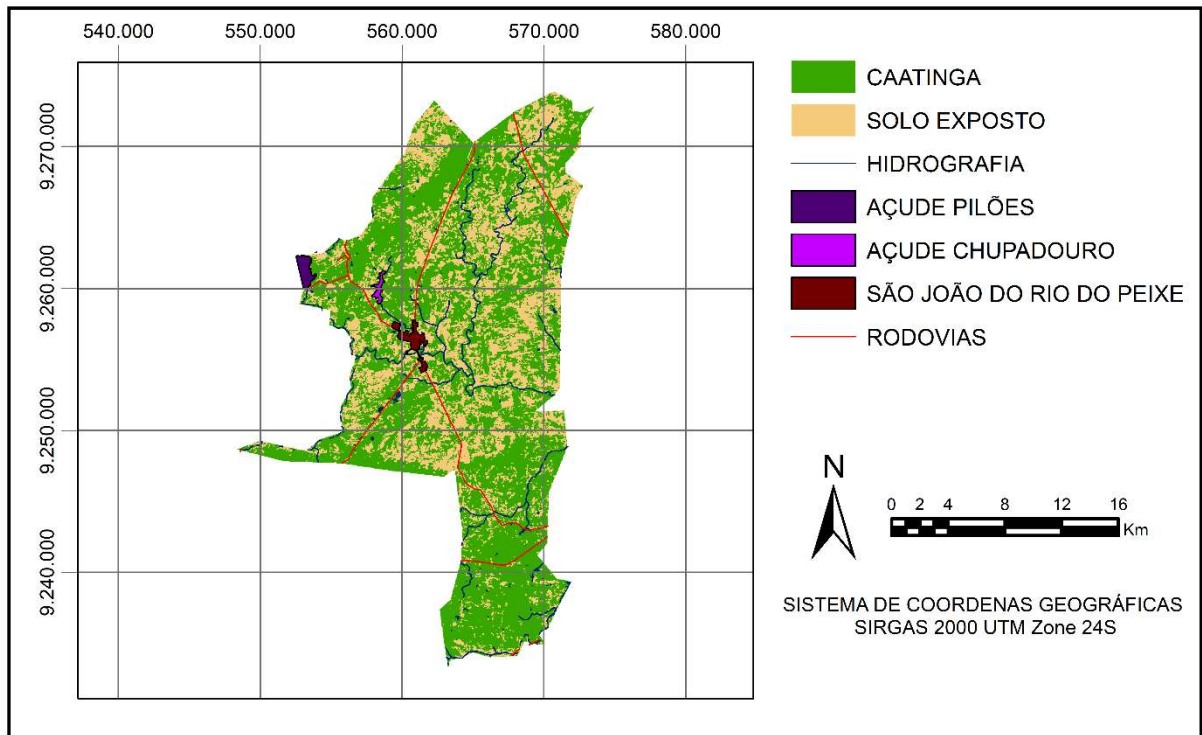 540.000 550.000 560.000 570.000 580.000
9.270.000
9.260.000
9.250.000
9.240.000
CAATINGA
SOLO EXPOSTO
HIDROGRAFIA
AÇUDE PILÕES
AÇUDE CHUPADOURO
SÃO JOÃO DO RIO DO PEIXE
RODOVIAS
N
0 2 4 8 12 16
Km
SISTEMA DE COORDENAS GEOGRÁFICAS
SIRGAS 2000 UTM Zone 24S